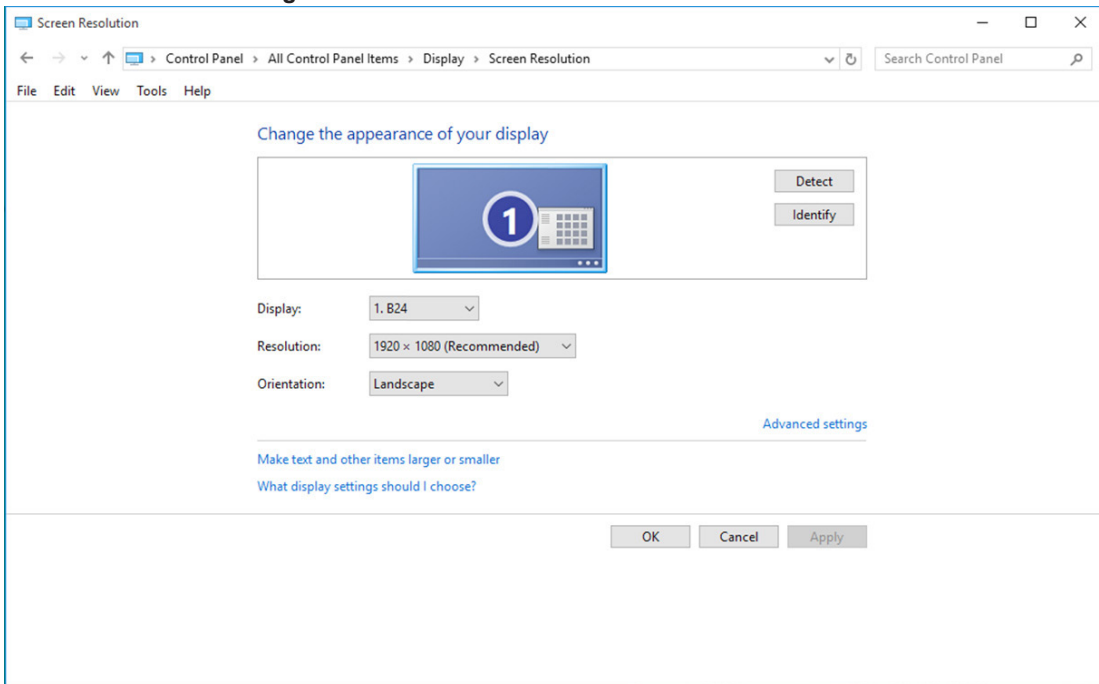 Screen Resolution
Control Panel > All Control Panel Items > Display > Screen Resolution
Search Control Panel
File Edit View Tools Help
Change the appearance of your display
1
Detect
Identify
Display: 1. B24
Resolution: 1920 × 1080 (Recommended)
Orientation: Landscape
Advanced settings
Make text and other items larger or smaller
What display settings should I choose?
OK Cancel Apply